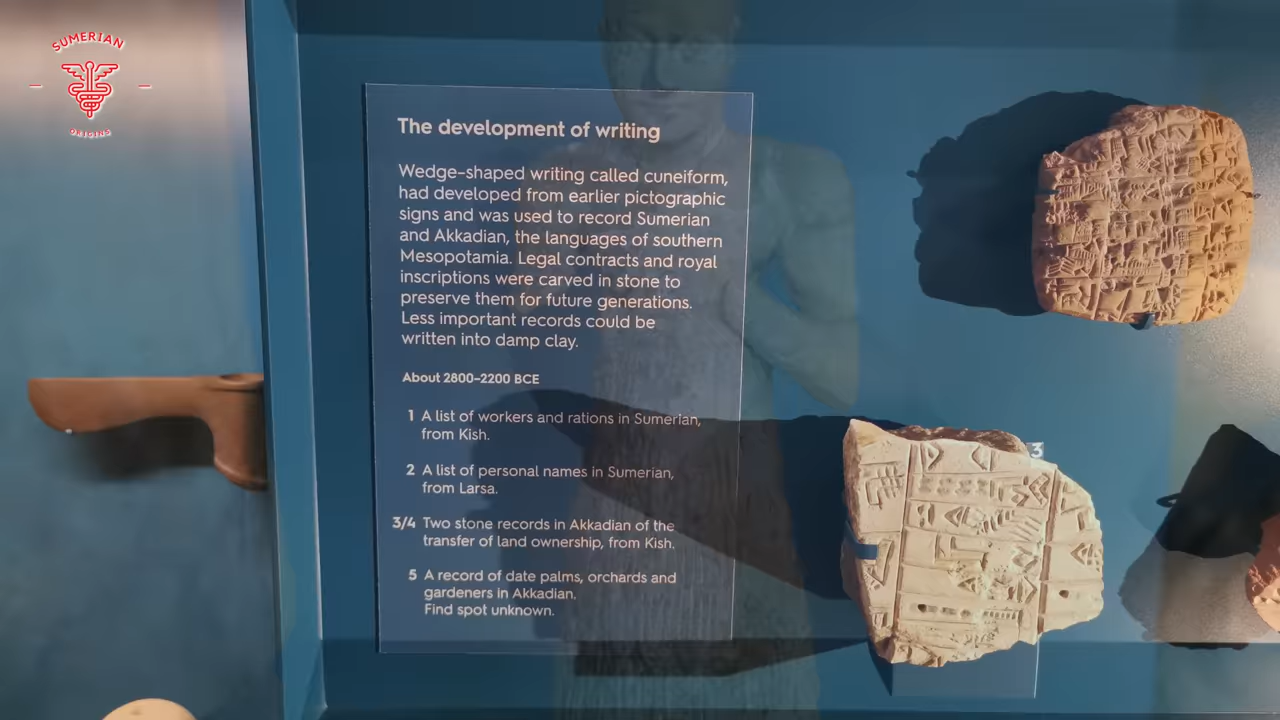 SUMERIAN
ORIGINS
The development of writing
Wedge-shaped writing called cuneiform,
had developed from earlier pictographic
signs and was used to record Sumerian
and Akkadian, the languages of southern
Mesopotamia. Legal contracts and royal
inscriptions were carved in stone to
preserve them for future generations.
Less important records could be
written into damp clay.
About 2800–2200 BCE
1 A list of workers and rations in Sumerian,
from Kish.
2 A list of personal names in Sumerian,
from Larsa.
3/4 Two stone records in Akkadian of the
transfer of land ownership, from Kish.
5 A record of date palms, orchards and
gardeners in Akkadian.
Find spot unknown.
3